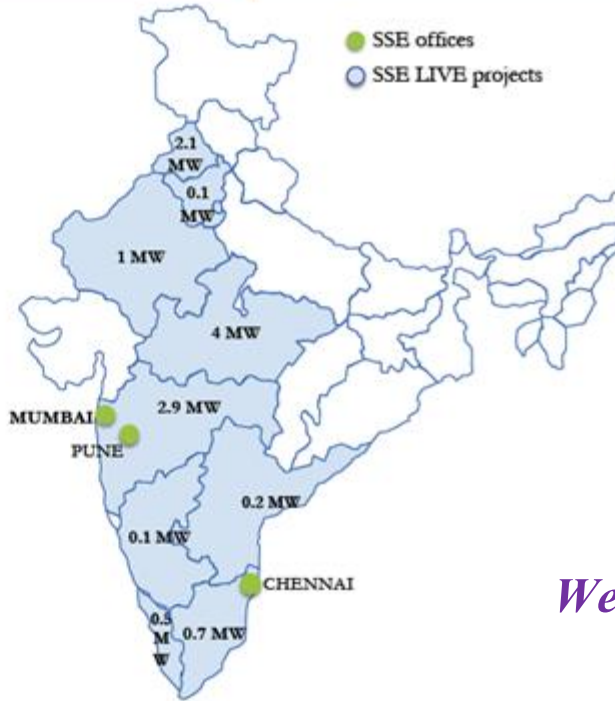 SSE offices
SSE LIVE projects
2.1
MW
0.1
MW
1 MW
4 MW
2.9 MW
MUMBAI
PUNE
0.2 MW
0.1 MW
CHENNAI
0.5
M
W
0.7 MW
We